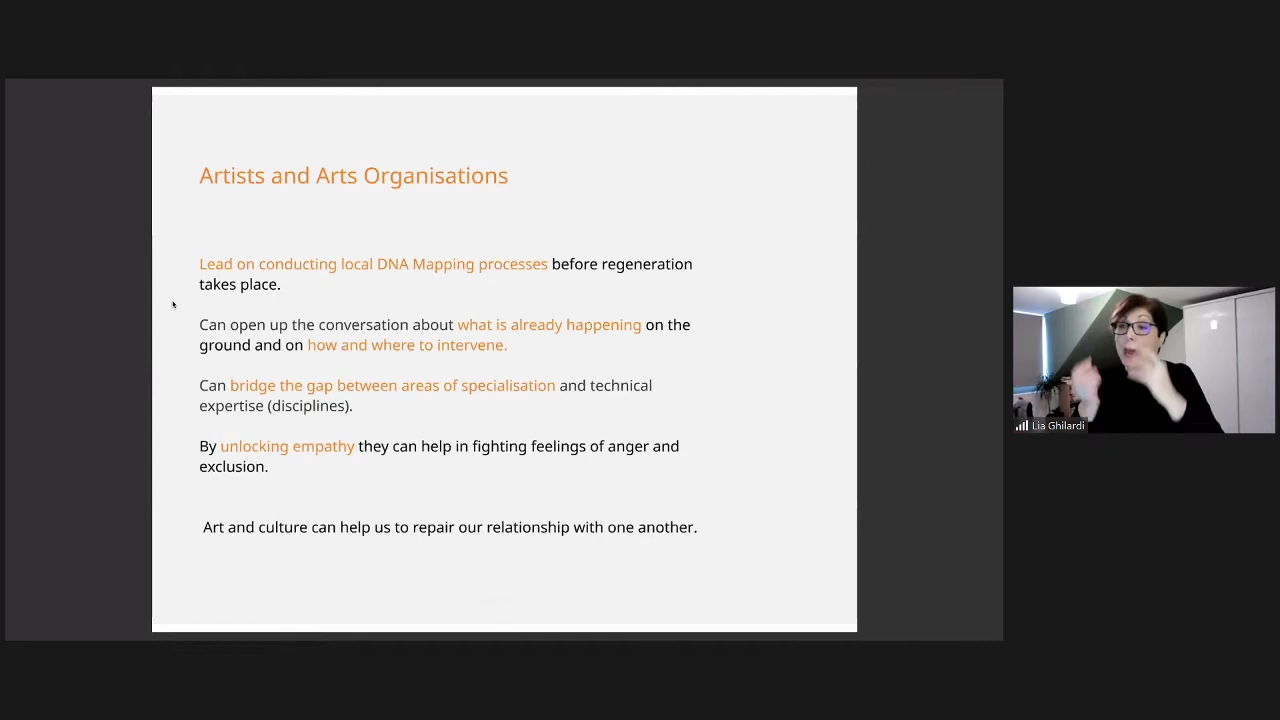 Artists and Arts Organisations
Lead on conducting local DNA Mapping processes before regeneration
takes place.
Can open up the conversation about what is already happening on the
ground and on how and where to intervene.
Can bridge the gap between areas of specialisation and technical
expertise (disciplines).
By unlocking empathy they can help in fighting feelings of anger and
exclusion.
Art and culture can help us to repair our relationship with one another.
Lia Ghilardi